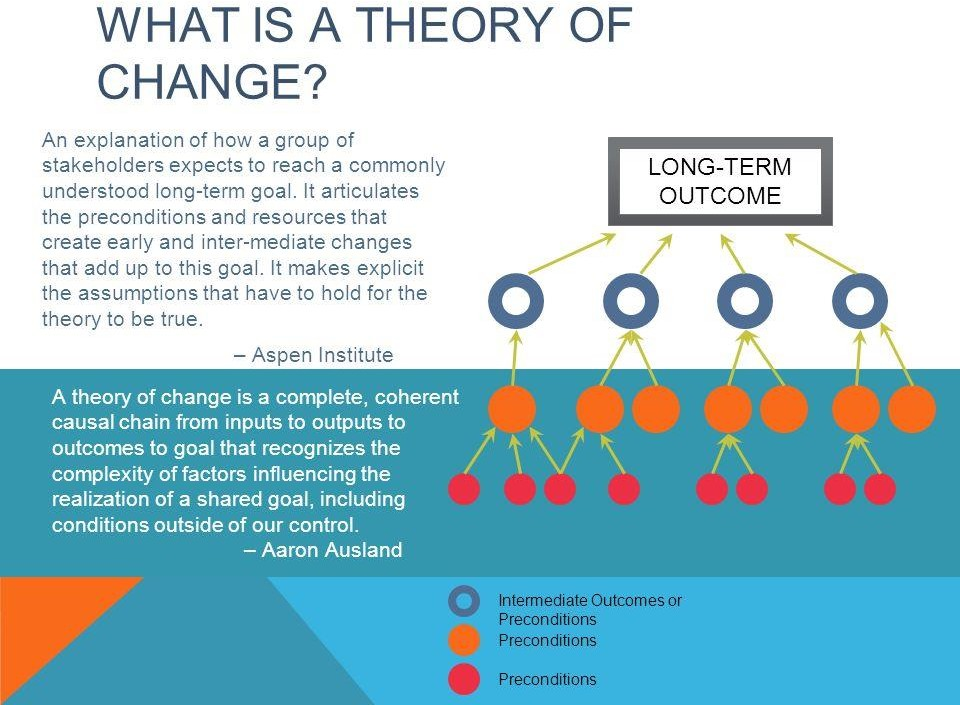 WHAT IS A THEORY OF
CHANGE?
An explanation of how a group of
stakeholders expects to reach a commonly
understood long-term goal. It articulates
the preconditions and resources that
create early and inter-mediate changes
that add up to this goal. It makes explicit
the assumptions that have to hold for the
theory to be true.
– Aspen Institute
A theory of change is a complete, coherent
causal chain from inputs to outputs to
outcomes to goal that recognizes the
complexity of factors influencing the
realization of a shared goal, including
conditions outside of our control.
– Aaron Ausland
LONG-TERM
OUTCOME
Intermediate Outcomes or
Preconditions
Preconditions
Preconditions